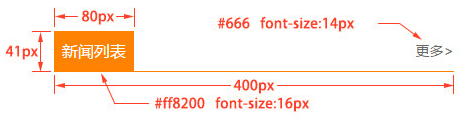 80px
#666 font-size:14px
41px
新闻列表
更多>
400px
#ff8200 font-size:16px